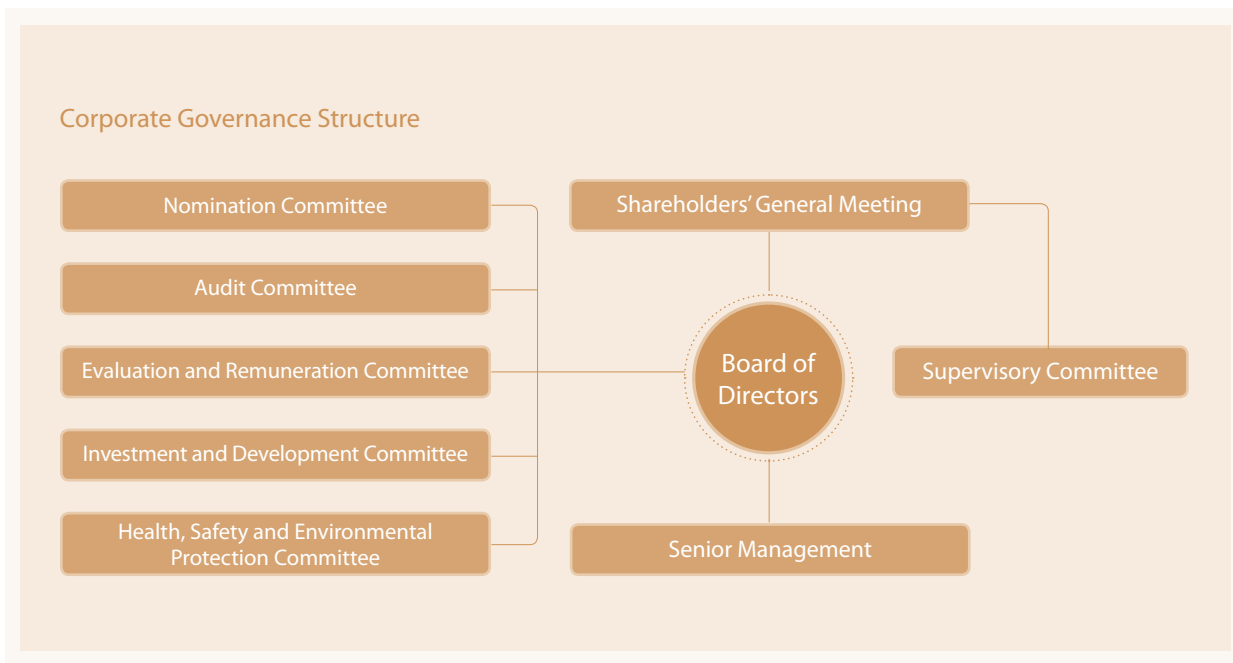 Corporate Governance Structure
Nomination Committee
Audit Committee
Evaluation and Remuneration Committee
Investment and Development Committee
Health, Safety and Environmental
Protection Committee
Shareholders’ General Meeting
Board of
Directors
Supervisory Committee
Senior Management